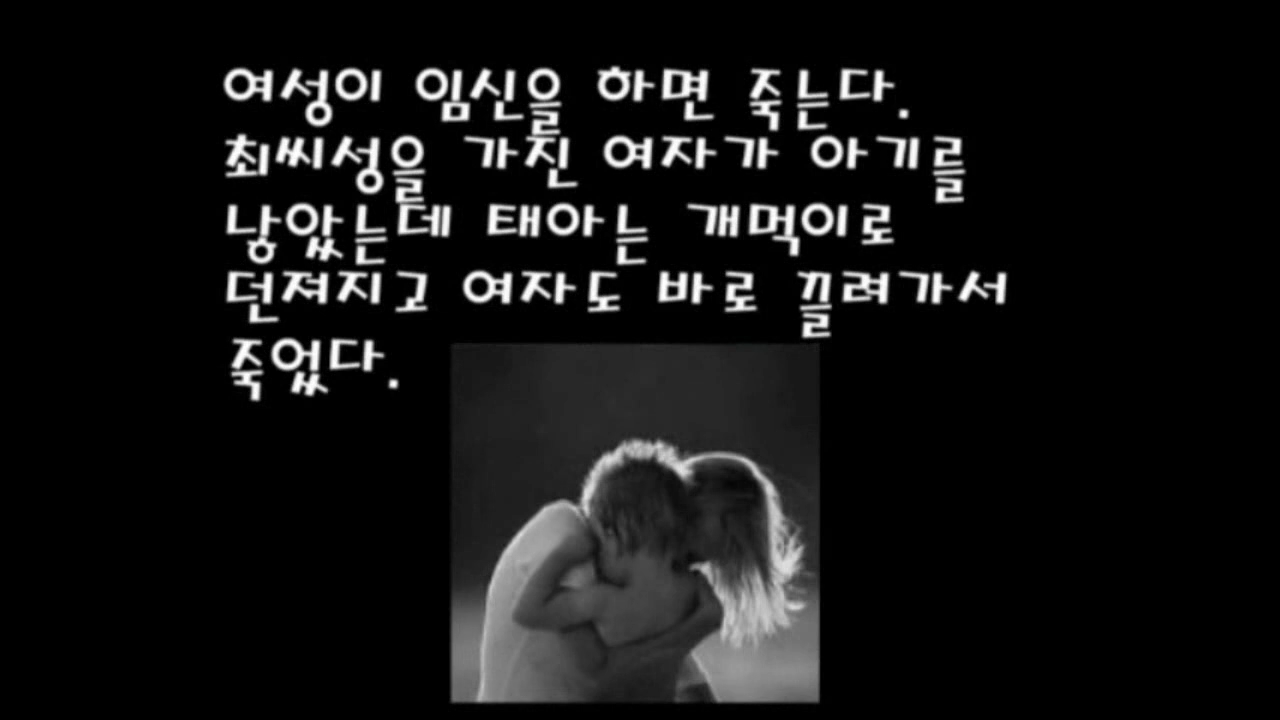 여성이 임신을 하면 죽는다.
최씨성을 가진 여자가 아기를
낳았는데 태아는 개먹이로
던져지고 여자도 바로 끌려가서
죽었다.